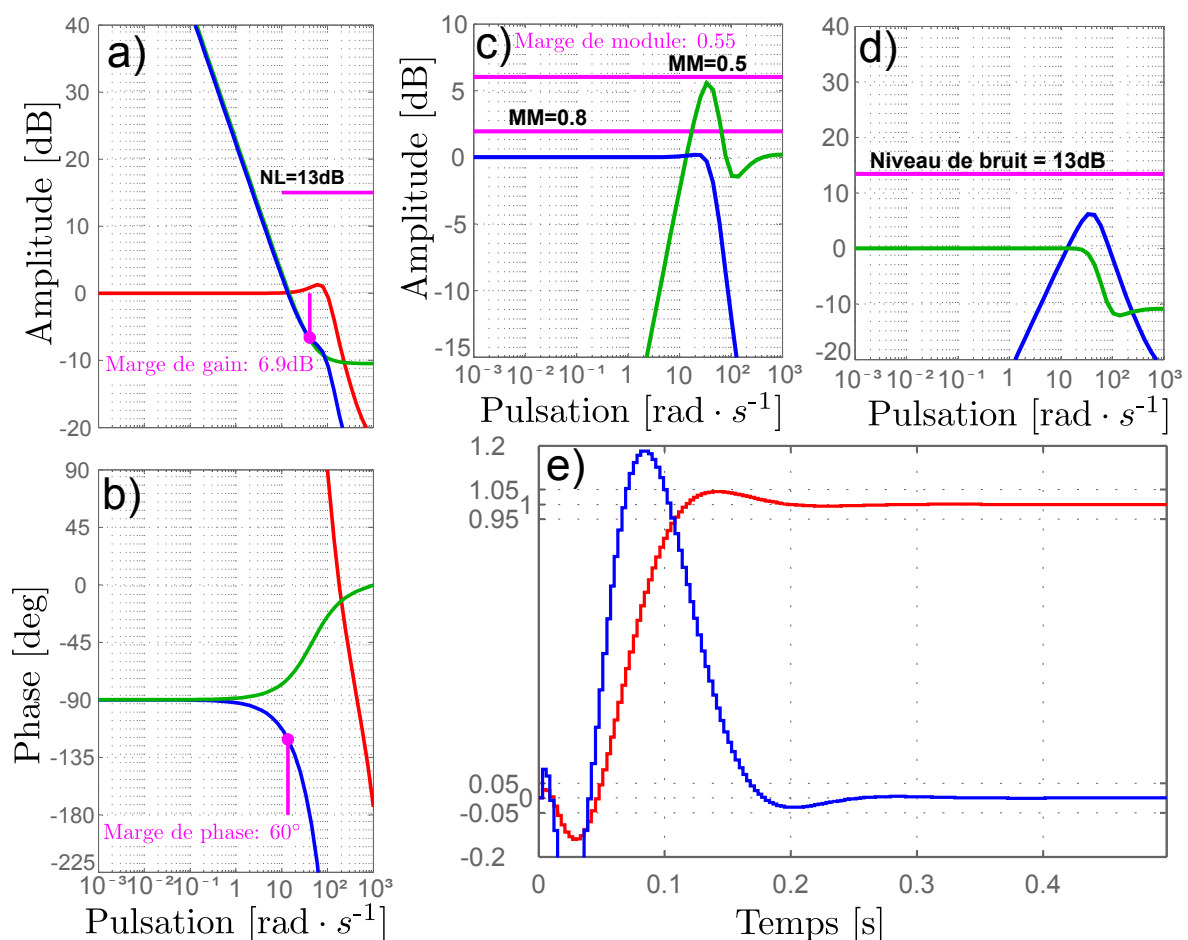 a)
Amplitude [dB]
40
30
20
10
0
-10
20
NL=13dB
Marge de gain: 6.9dB
b)
Phase [deg]
90
45
0
-45
-90
-135
-180
-225
Marge de phase: 60°
10⁻³ 10⁻² 10⁻¹ 1 10¹ 10² 10³
Pulsation [rad · s⁻¹]
c)
Amplitude [dB]
10
5
0
-5
-10
-15
Marge de module: 0.55
MM=0.5
MM=0.8
10⁻³ 10⁻² 10⁻¹ 1 10¹ 10² 10³
Pulsation [rad · s⁻¹]
d)
40
30
20
10
0
-10
-20
Niveau de bruit = 13dB
10⁻³ 10⁻² 10⁻¹ 1 10¹ 10² 10³
Pulsation [rad · s⁻¹]
e)
1.2
1.05
1
0.95
0.05
0
-0.05
-0.2
0 0.1 0.2 0.3 0.4
Temps [s]